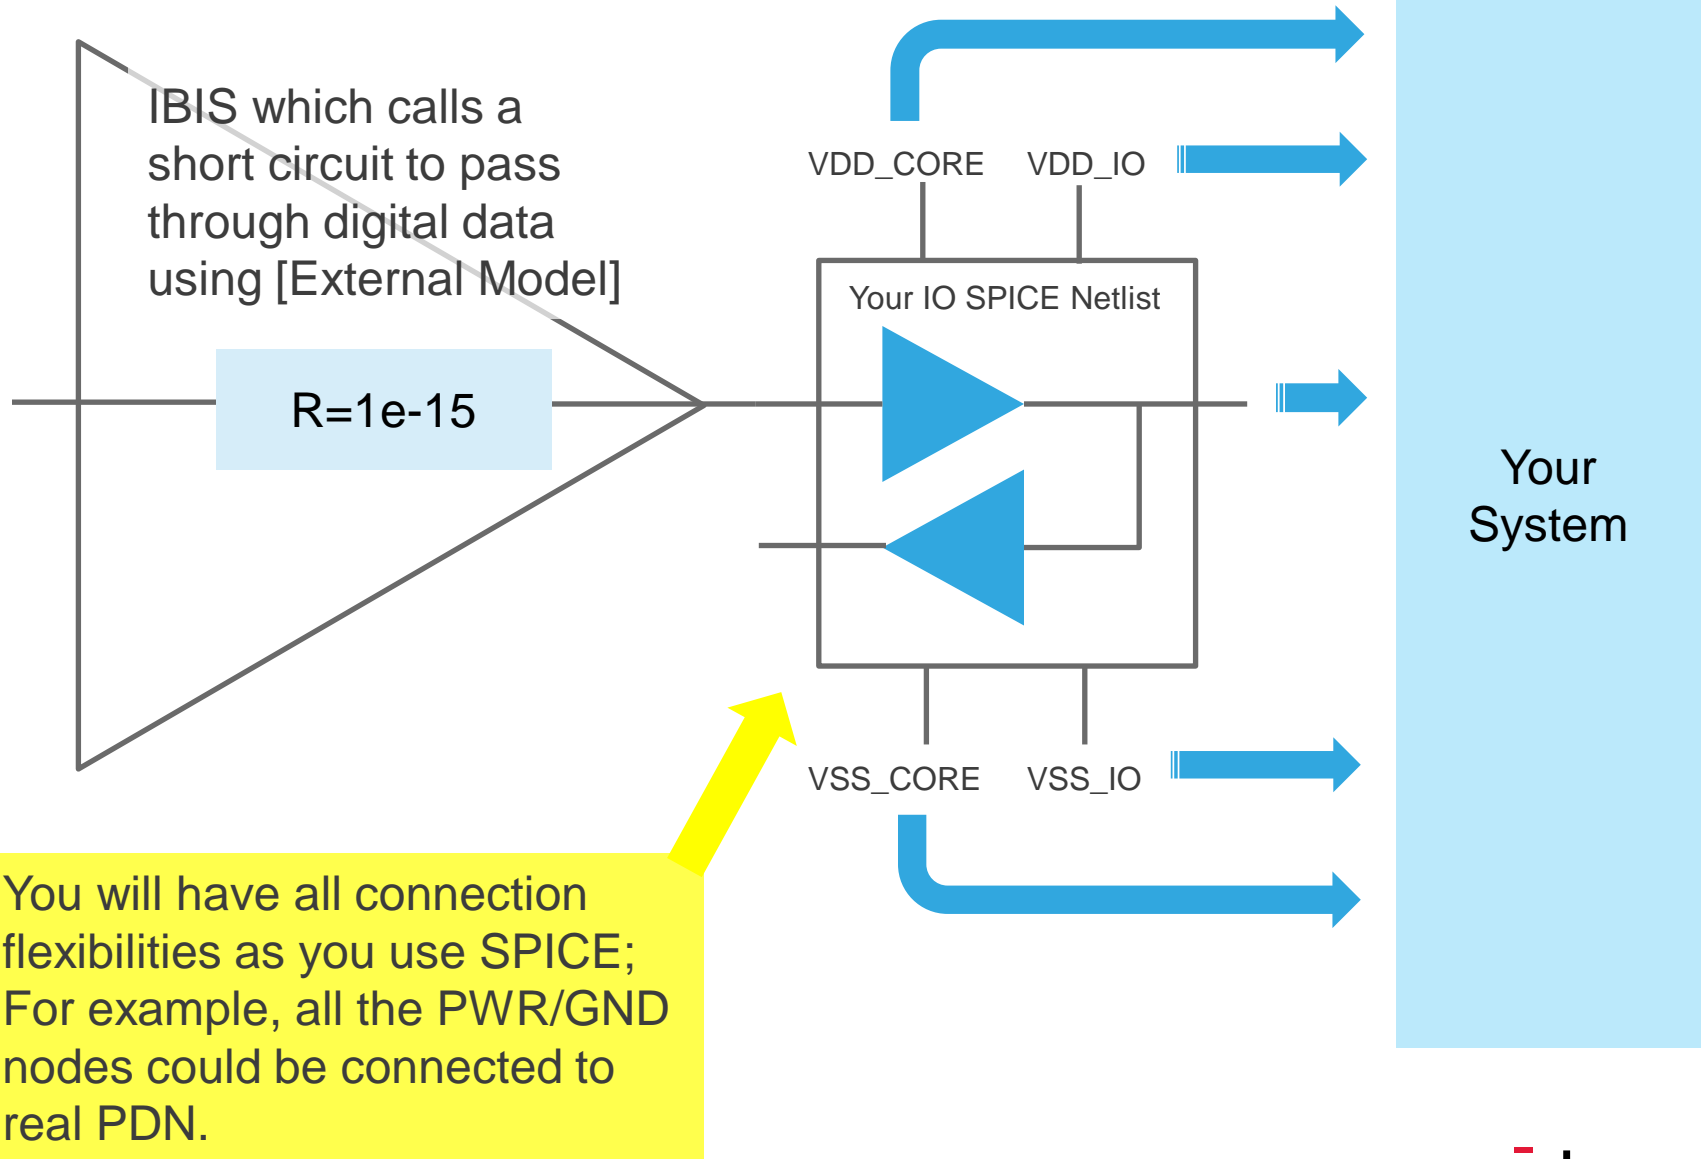 IBIS which calls a
short circuit to pass
through digital data
using [External Model]
R=1e-15
VDD_CORE
VDD_IO
Your IO SPICE Netlist
Your
System
VSS_CORE
VSS_IO
You will have all connection
flexibilities as you use SPICE;
For example, all the PWR/GND
nodes could be connected to
real PDN.